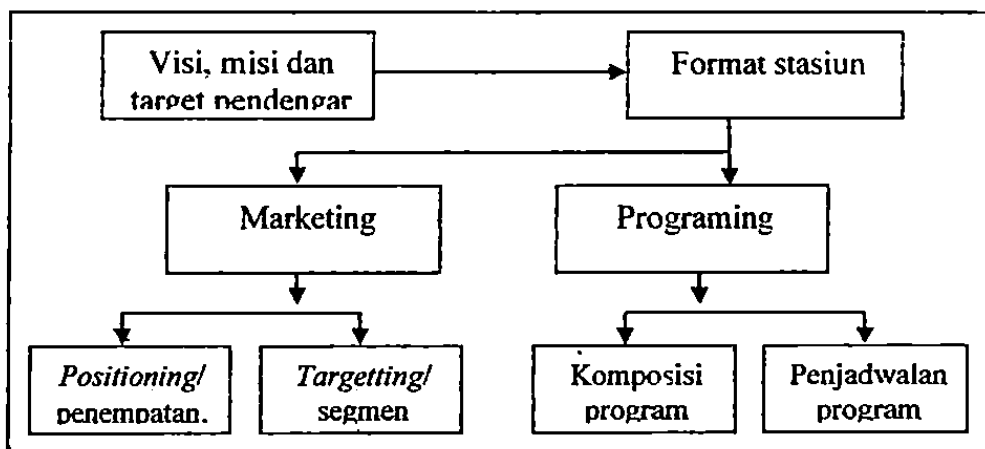 Visi, misi dan
target pendengar
Format stasiun
Marketing
Programing
Positioning/
penempatan.
Targetting/
segmen
Komposisi
program
Penjadwalan
program